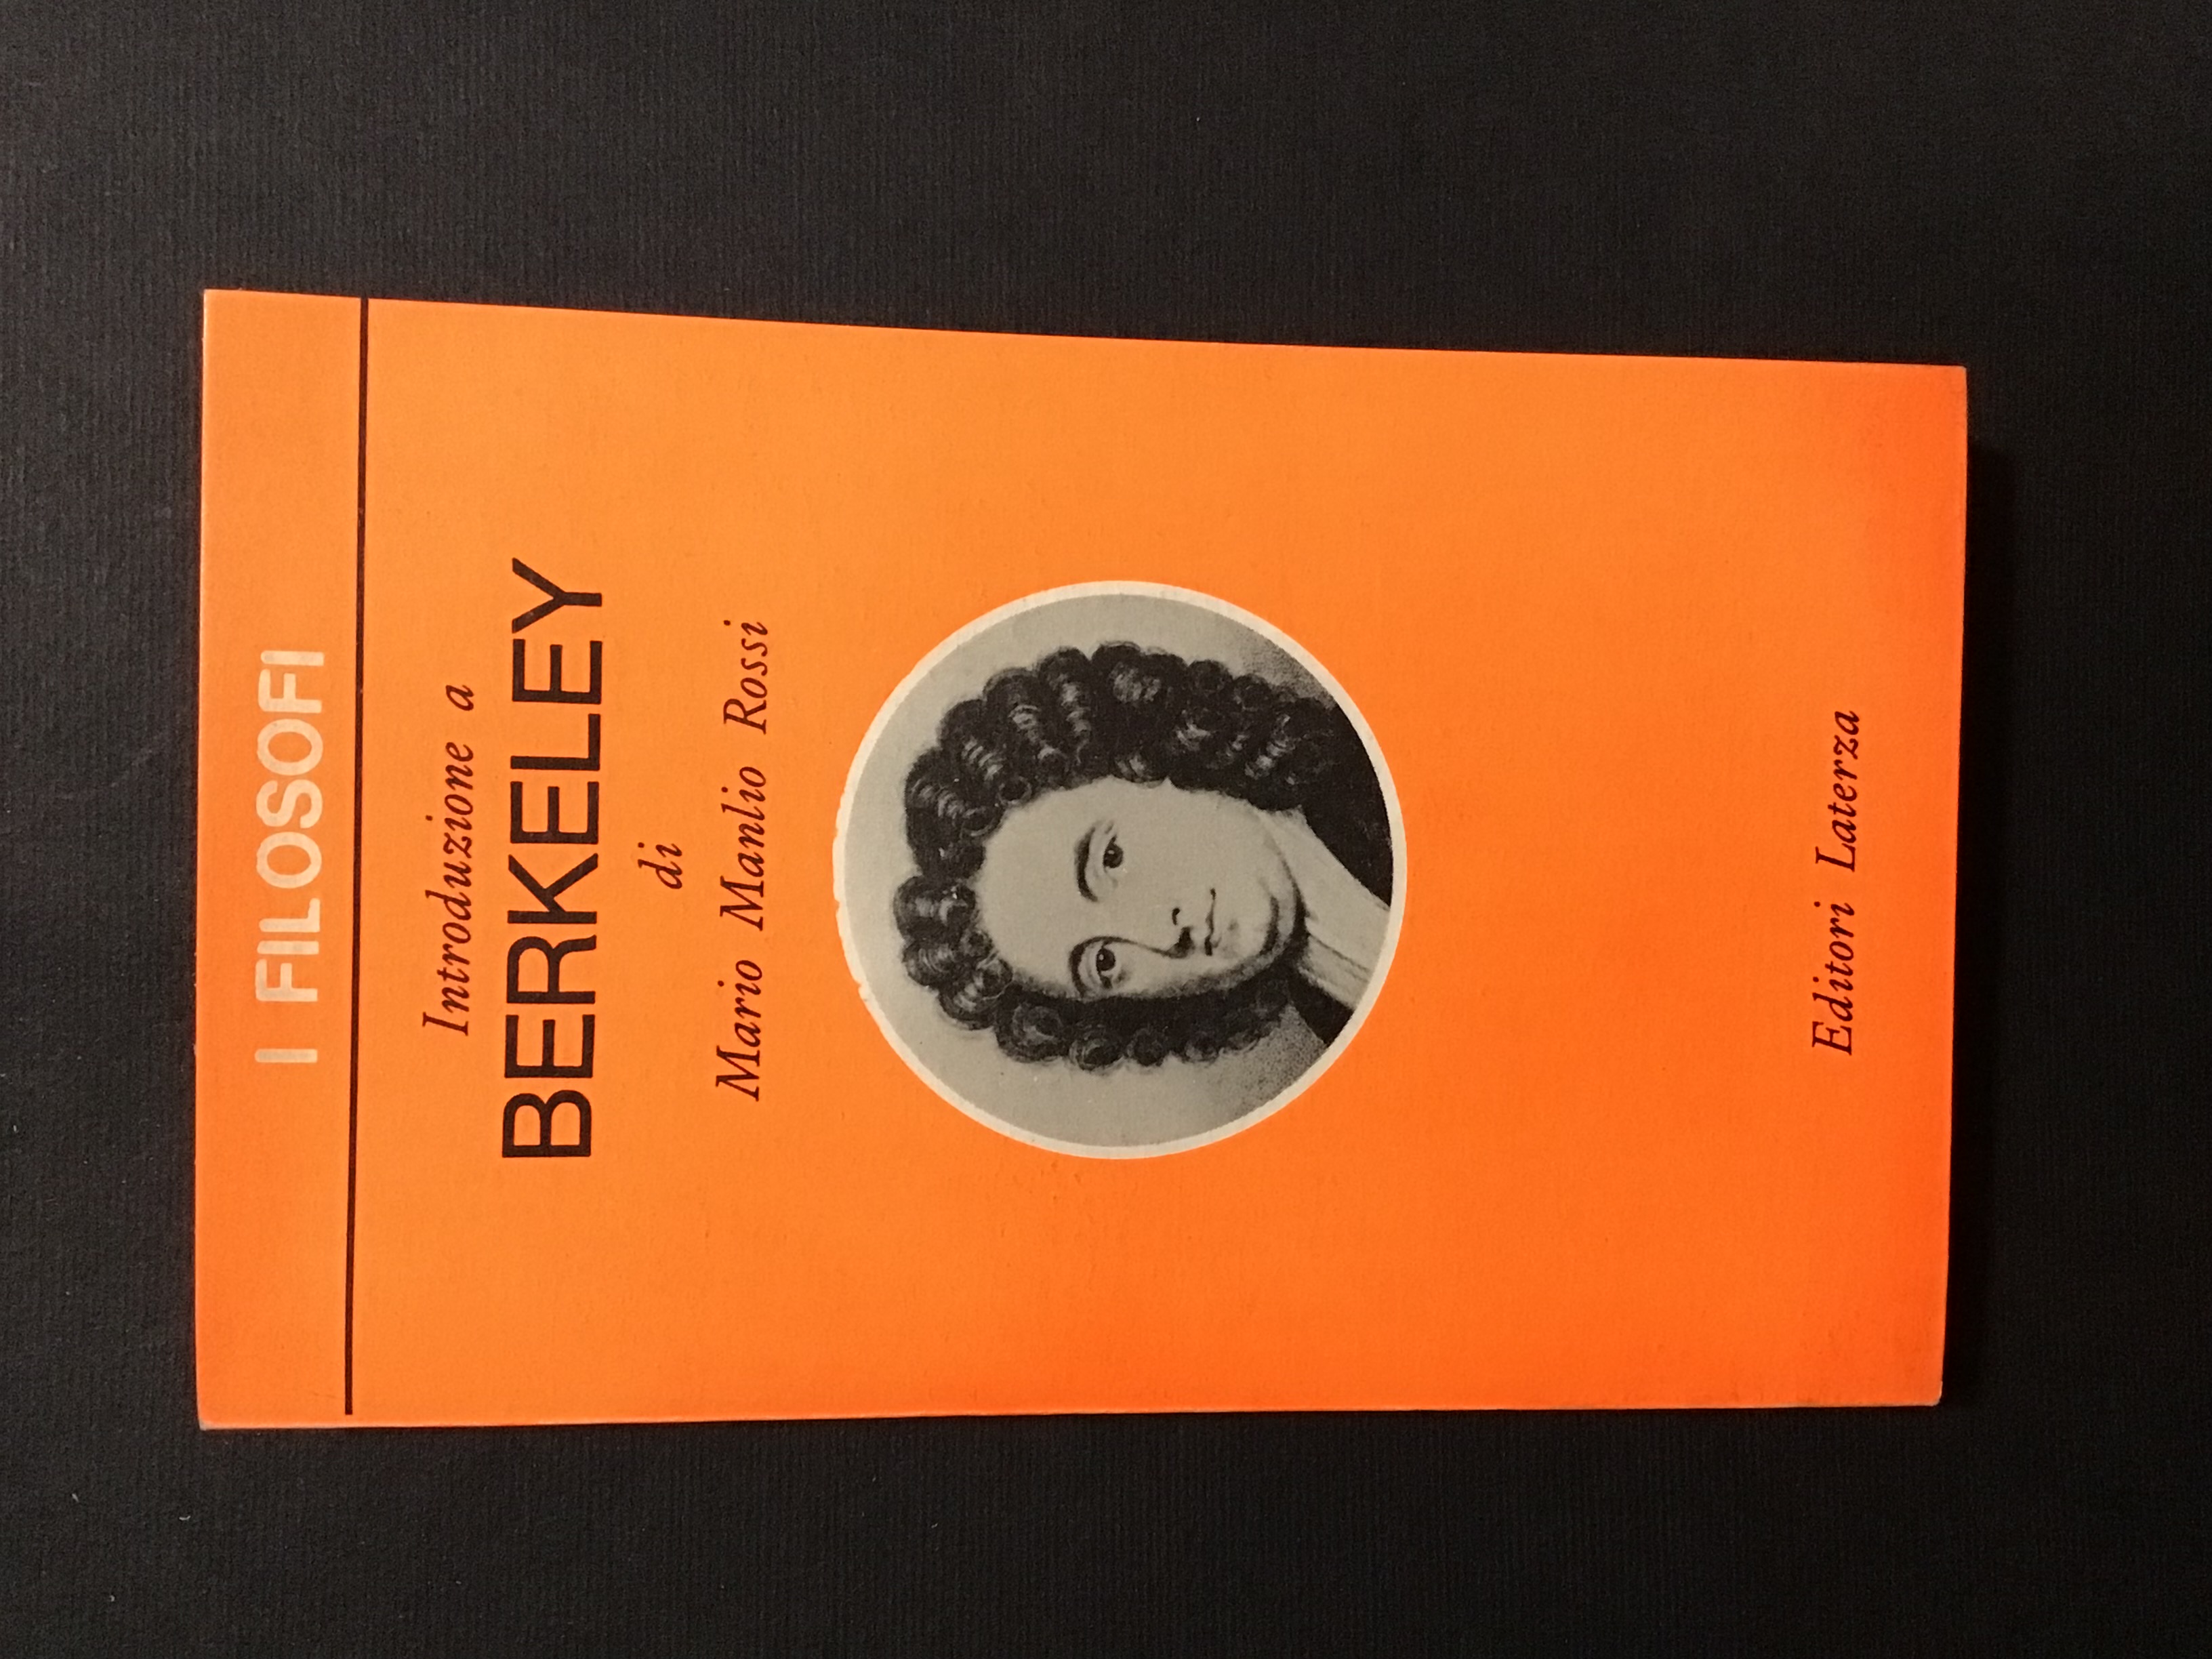 I FILOSOFI
Introduzione a
BERKELEY
di
Mario Manlio Rossi
Editori Laterza